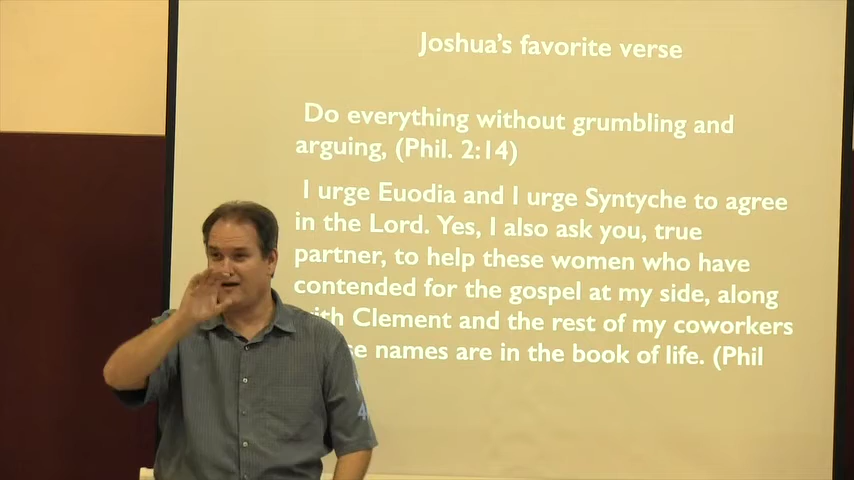 Joshua's favorite verse
Do everything without grumbling and
arguing, (Phil. 2:14)
I urge Euodia and I urge Syntyche to agree
in the Lord. Yes, I also ask you, true
partner, to help these women who have
contended for the gospel at my side, along
Clement and the rest of my coworkers
names are in the book of life. (Phil
4